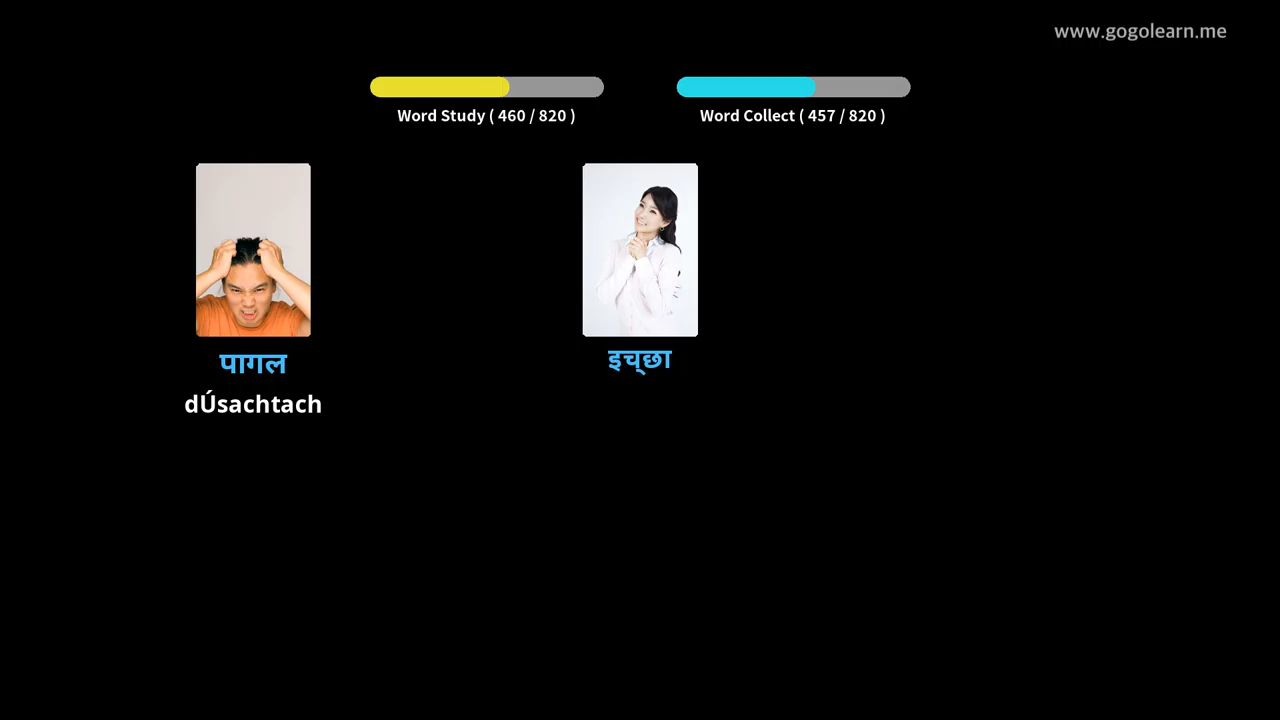 www.gogolearn.me
Word Study ( 460 / 820 )
Word Collect ( 457 / 820 )
पागल
इच्छा
dÚsachtach